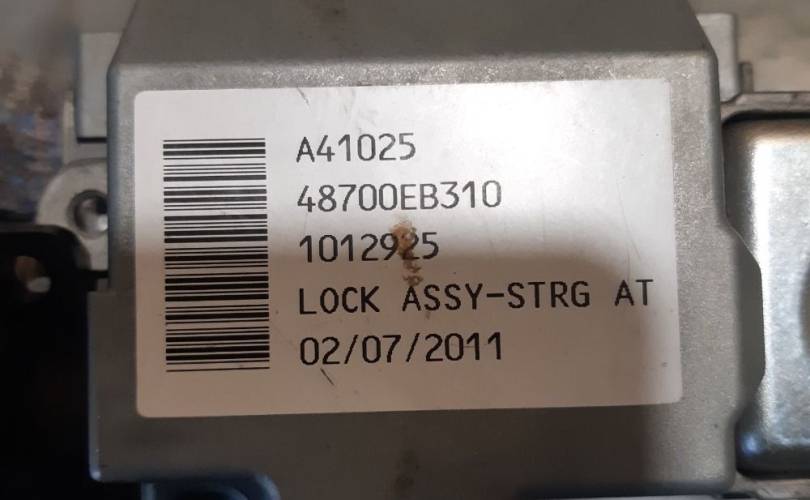 A41025
48700EB310
1012925
LOCK ASSY-STRG AT
02/07/2011